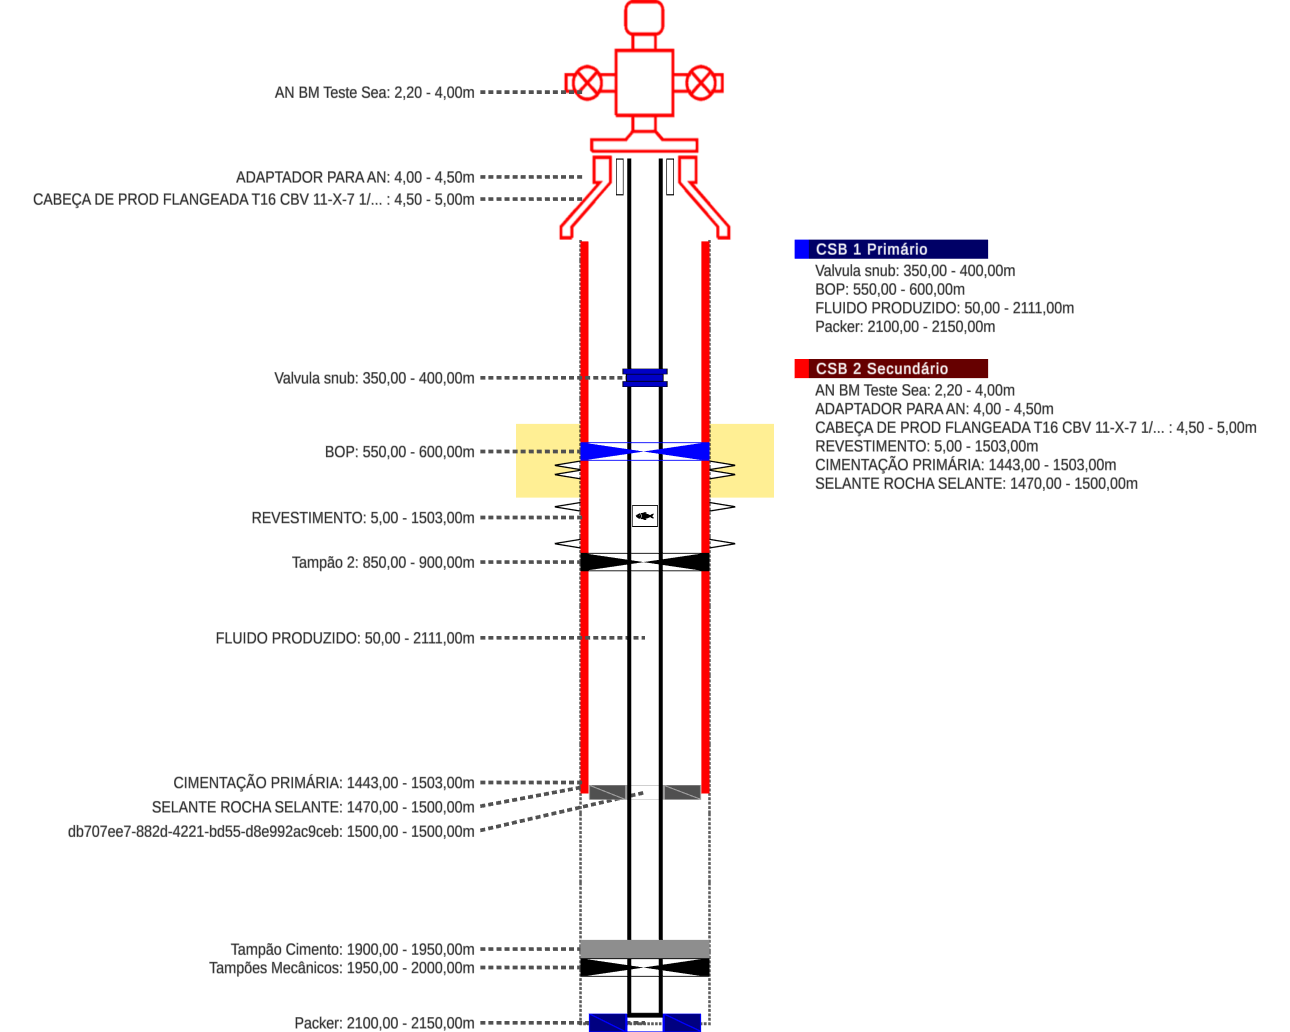 AN BM Teste Sea: 2,20 - 4,00m
ADAPTADOR PARA AN: 4,00 - 4,50m
CABEÇA DE PROD FLANGEADA T16 CBV 11-X-7 1/... : 4,50 - 5,00m
Valvula snub: 350,00 - 400,00m
BOP: 550,00 - 600,00m
REVESTIMENTO: 5,00 - 1503,00m
Tampão 2: 850,00 - 900,00m
FLUIDO PRODUZIDO: 50,00 - 2111,00m
CIMENTAÇÃO PRIMÁRIA: 1443,00 - 1503,00m
SELANTE ROCHA SELANTE: 1470,00 - 1500,00m
db707ee7-882d-4221-bd55-d8e992ac9ceb: 1500,00 - 1500,00m
Tampão Cimento: 1900,00 - 1950,00m
Tampões Mecânicos: 1950,00 - 2000,00m
Packer: 2100,00 - 2150,00m
CSB 1 Primário
Valvula snub: 350,00 - 400,00m
BOP: 550,00 - 600,00m
FLUIDO PRODUZIDO: 50,00 - 2111,00m
Packer: 2100,00 - 2150,00m
CSB 2 Secundário
AN BM Teste Sea: 2,20 - 4,00m
ADAPTADOR PARA AN: 4,00 - 4,50m
CABEÇA DE PROD FLANGEADA T16 CBV 11-X-7 1/... : 4,50 - 5,00m
REVESTIMENTO: 5,00 - 1503,00m
CIMENTAÇÃO PRIMÁRIA: 1443,00 - 1503,00m
SELANTE ROCHA SELANTE: 1470,00 - 1500,00m